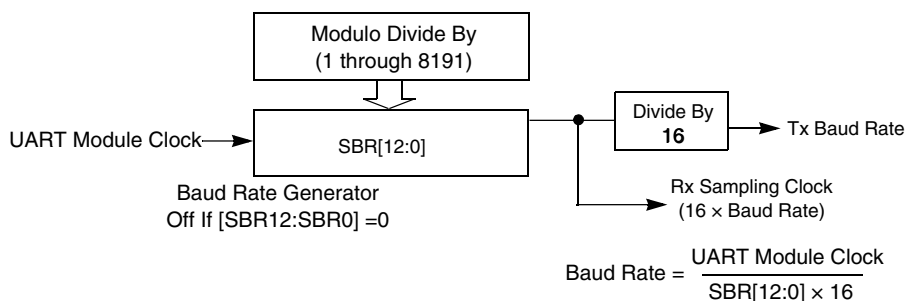 Modulo Divide By
(1 through 8191)
UART Module Clock
SBR[12:0]
Divide By
16
Tx Baud Rate
Baud Rate Generator
Off If [SBR12:SBR0] =0
Rx Sampling Clock
(16 × Baud Rate)
Baud Rate = UART Module Clock
SBR[12:0] × 16